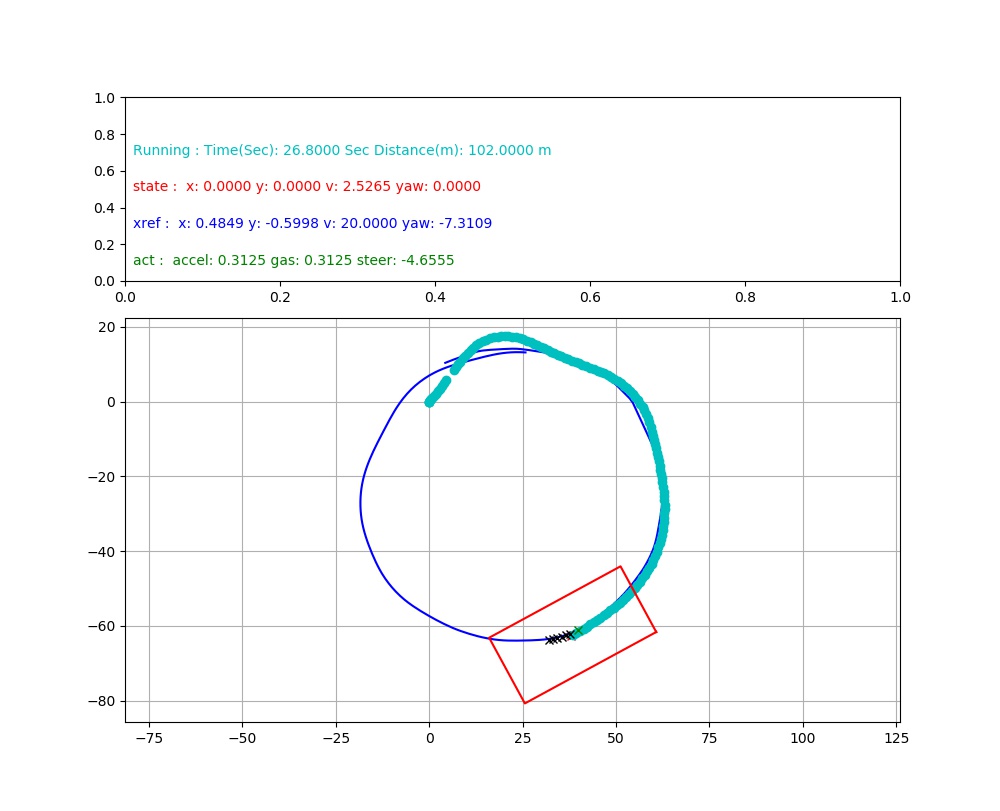 1.0
0.8
Running : Time(Sec): 26.8000 Sec Distance(m): 102.0000 m
0.6
state :  x: 0.0000 y: 0.0000 v: 2.5265 yaw: 0.0000
0.4
xref :  x: 0.4849 y: -0.5998 v: 20.0000 yaw: -7.3109
0.2
act :  accel: 0.3125 gas: 0.3125 steer: -4.6555
0.0
0.0 0.2 0.4 0.6 0.8 1.0
20
0
−20
−40
−60
−80
−75 −50 −25 0 25 50 75 100 125